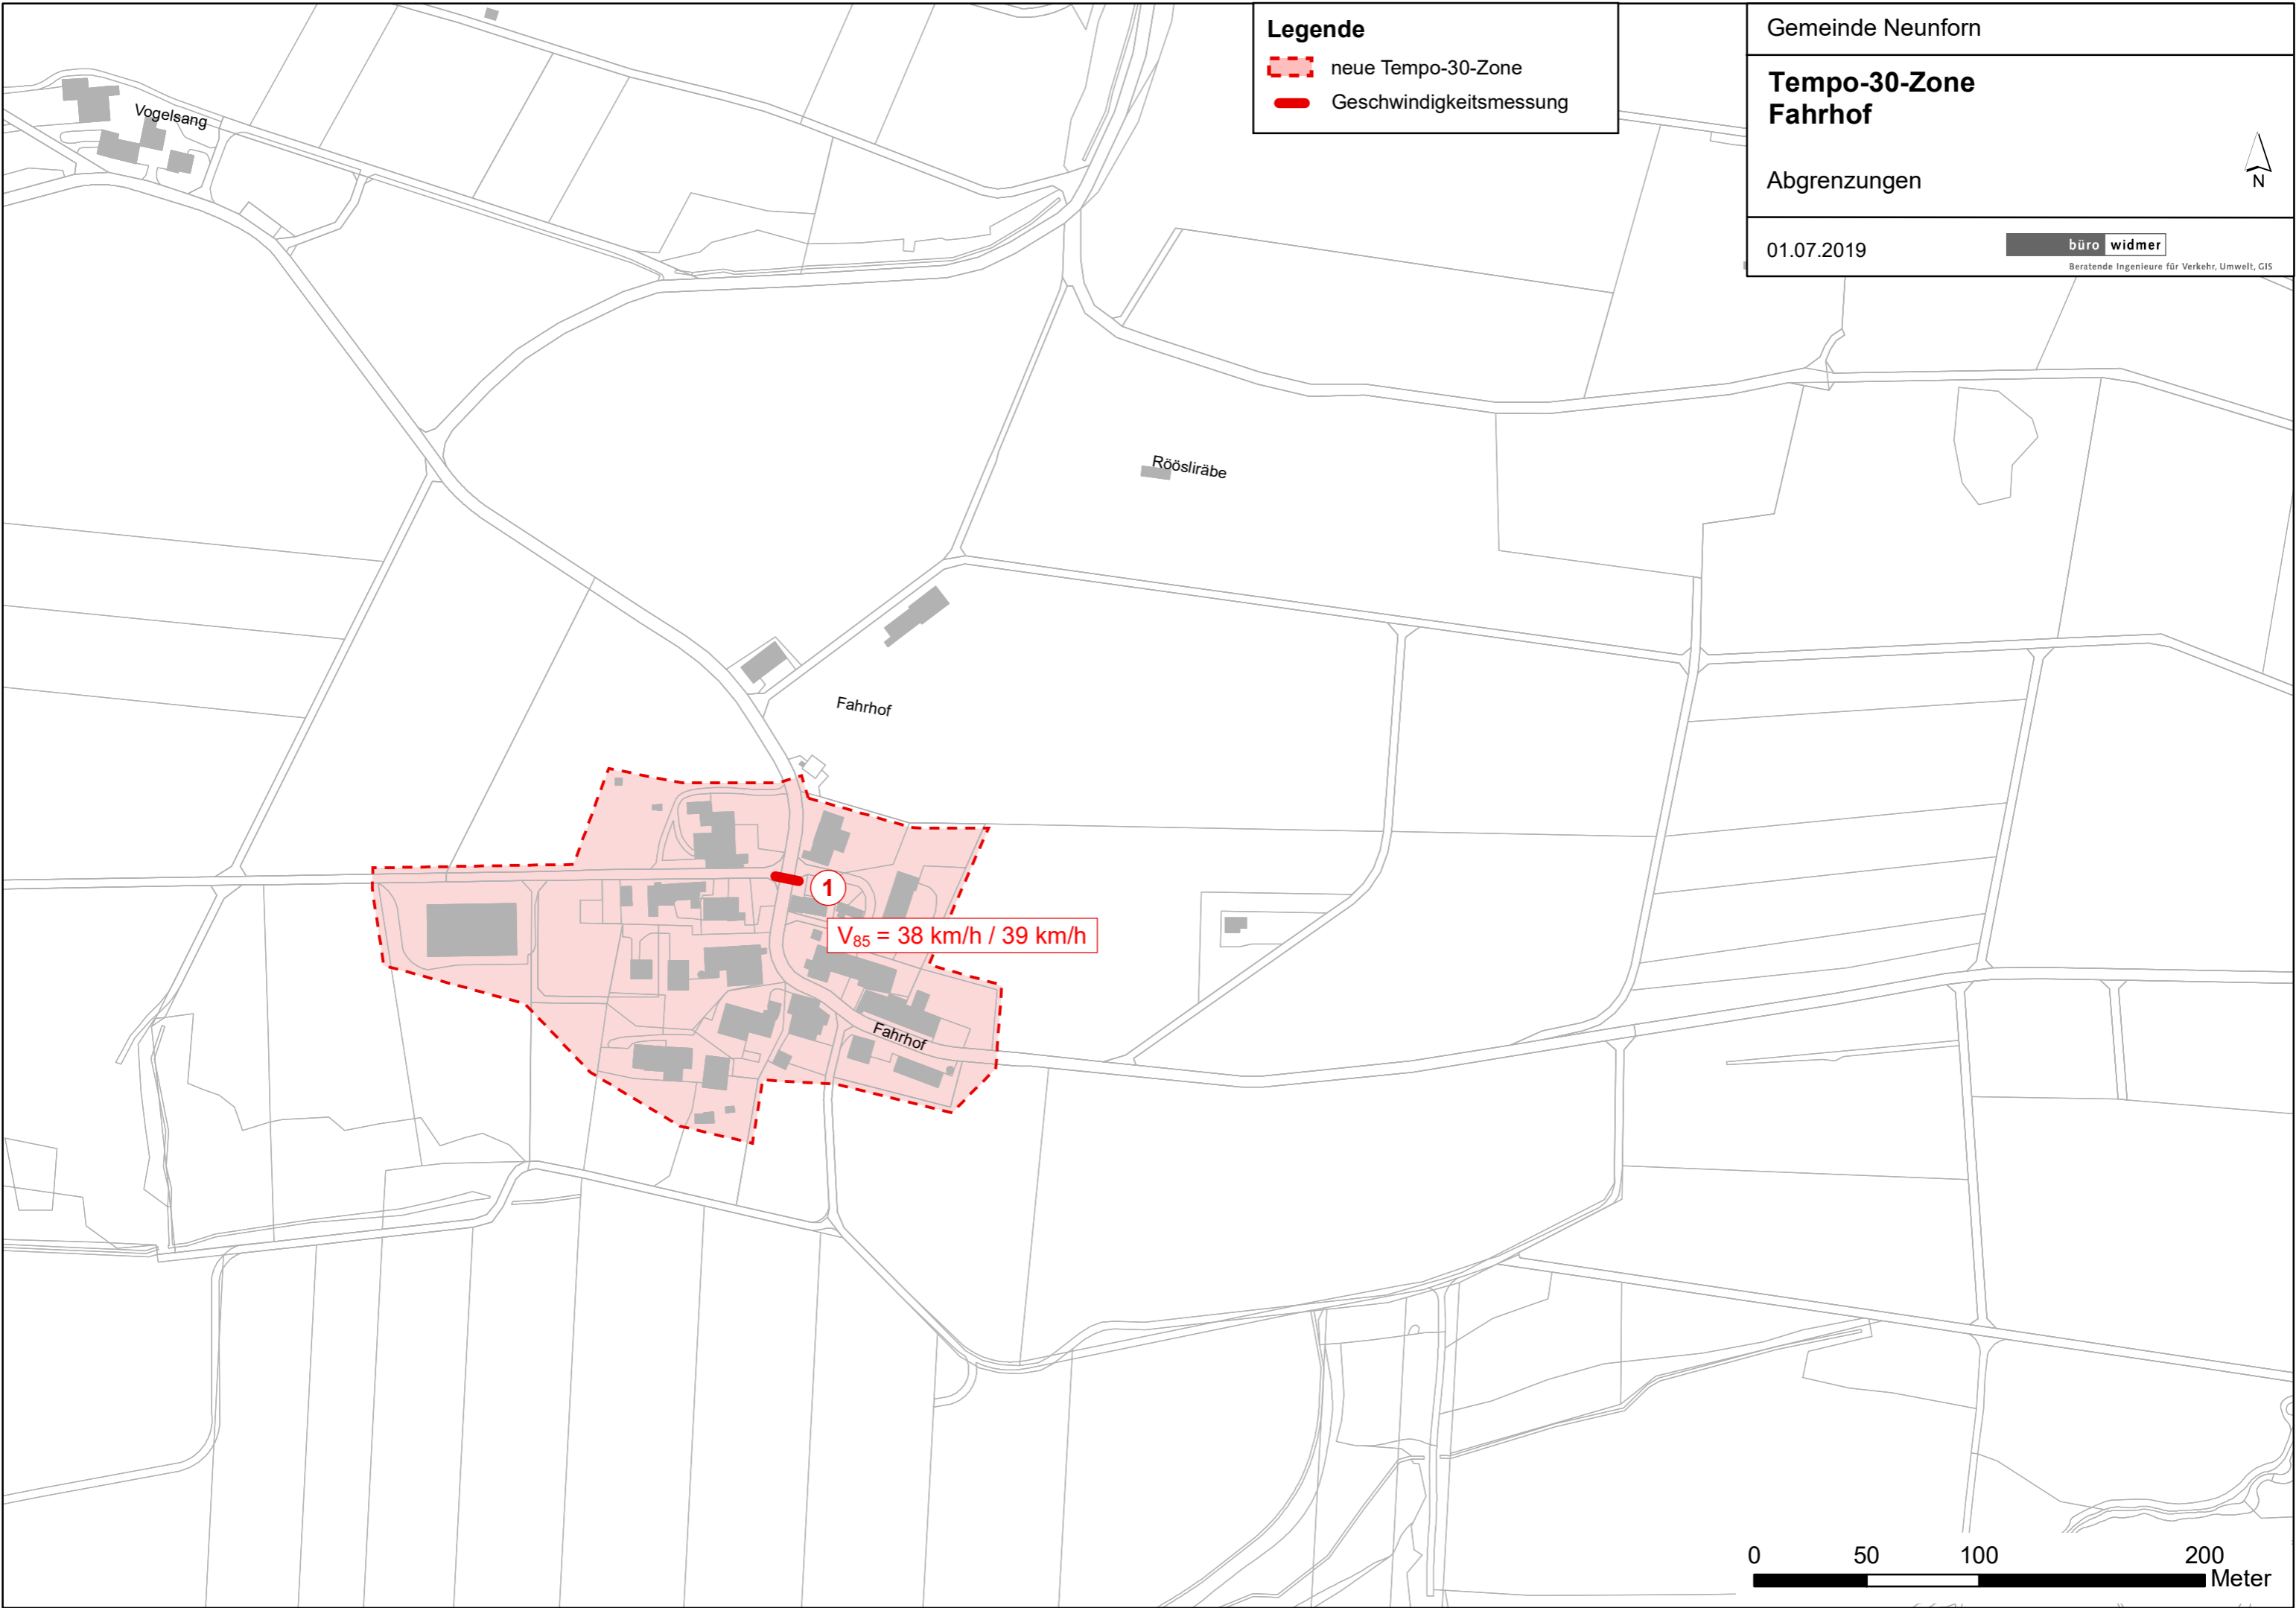 Legende
neue Tempo-30-Zone
Geschwindigkeitsmessung
Gemeinde Neunforn
Tempo-30-Zone
Fahrhof
Abgrenzungen
N
01.07.2019
büro widmer
Beratende Ingenieure für Verkehr, Umwelt, GIS
Vogelsang
Röösliräbe
Fahrhof
1
V85 = 38 km/h / 39 km/h
Fahrhof
0 50 100 200
Meter